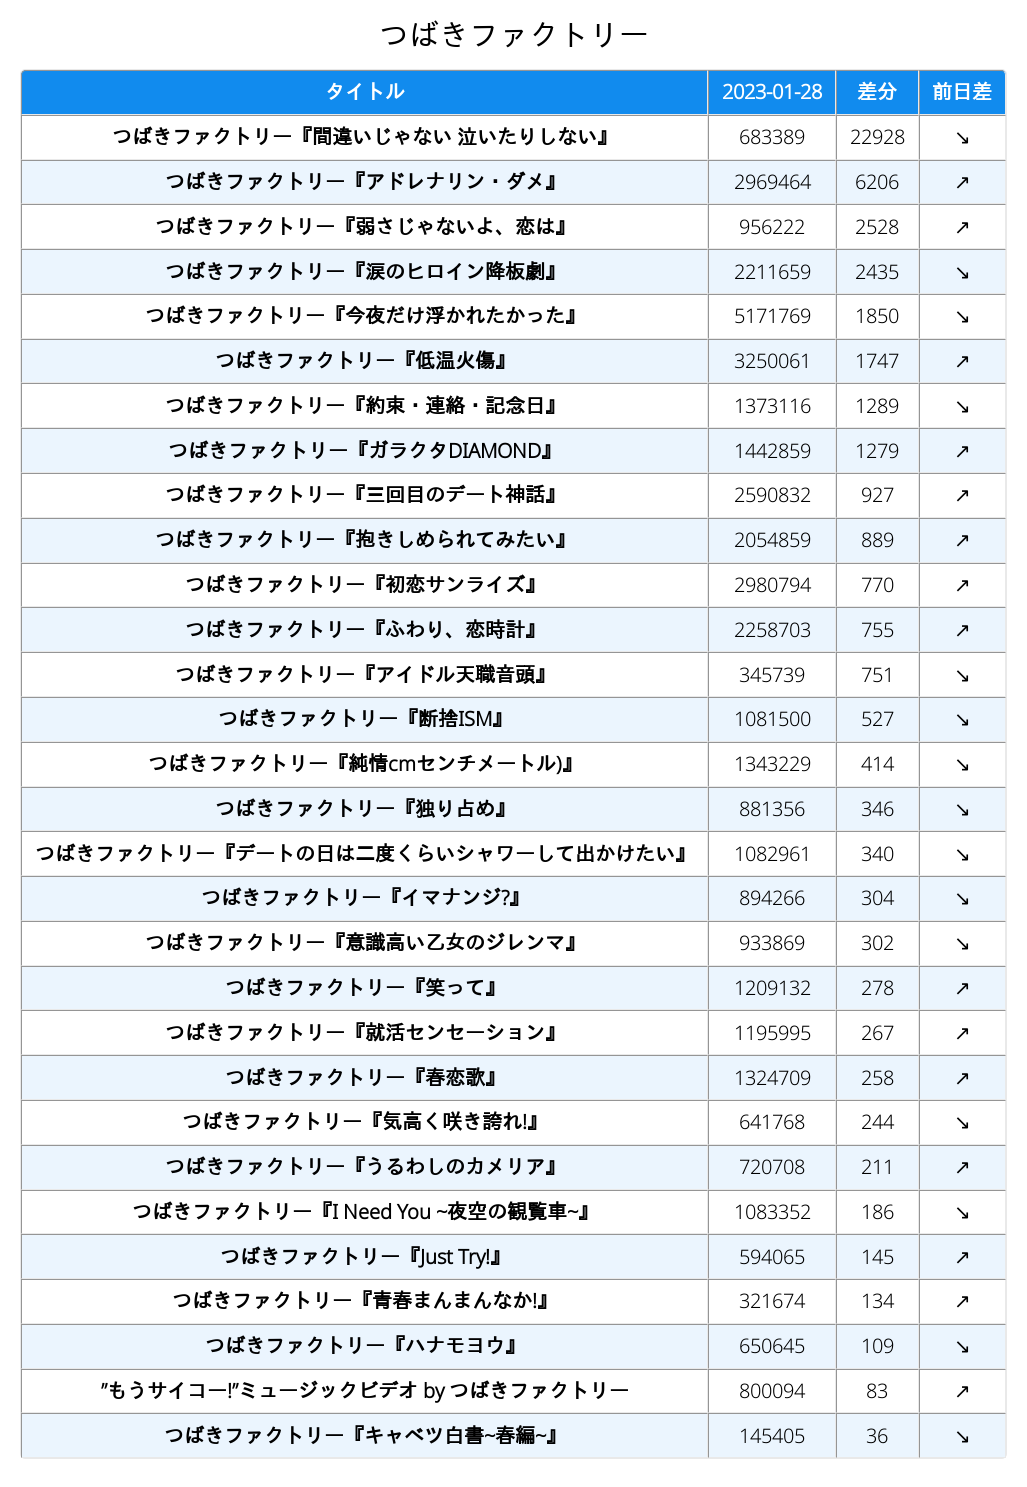 つばきファクトリー
タイトル 2023-01-28 差分 前日差
つばきファクトリー『間違いじゃない 泣いたりしない』 683389 22928 ↘
つばきファクトリー『アドレナリン・ダメ』 2969464 6206 ↗
つばきファクトリー『弱さじゃないよ、恋は』 956222 2528 ↗
つばきファクトリー『涙のヒロイン降板劇』 2211659 2435 ↘
つばきファクトリー『今夜だけ浮かれたかった』 5171769 1850 ↘
つばきファクトリー『低温火傷』 3250061 1747 ↗
つばきファクトリー『約束・連絡・記念日』 1373116 1289 ↘
つばきファクトリー『ガラクタDIAMOND』 1442859 1279 ↗
つばきファクトリー『三回目のデート神話』 2590832 927 ↗
つばきファクトリー『抱きしめられてみたい』 2054859 889 ↗
つばきファクトリー『初恋サンライズ』 2980794 770 ↗
つばきファクトリー『ふわり、恋時計』 2258703 755 ↗
つばきファクトリー『アイドル天職音頭』 345739 751 ↘
つばきファクトリー『断捨ISM』 1081500 527 ↘
つばきファクトリー『純情cmセンチメートル)』 1343229 414 ↘
つばきファクトリー『独り占め』 881356 346 ↘
つばきファクトリー『デートの日は二度くらいシャワーして出かけたい』 1082961 340 ↘
つばきファクトリー『イマナンジ?』 894266 304 ↘
つばきファクトリー『意識高い乙女のジレンマ』 933869 302 ↘
つばきファクトリー『笑って』 1209132 278 ↗
つばきファクトリー『就活センセーション』 1195995 267 ↗
つばきファクトリー『春恋歌』 1324709 258 ↗
つばきファクトリー『気高く咲き誇れ!』 641768 244 ↘
つばきファクトリー『うるわしのカメリア』 720708 211 ↗
つばきファクトリー『I Need You ~夜空の観覧車~』 1083352 186 ↘
つばきファクトリー『Just Try!』 594065 145 ↗
つばきファクトリー『青春まんまんなか!』 321674 134 ↗
つばきファクトリー『ハナモヨウ』 650645 109 ↘
”もうサイコー!”ミュージックビデオ by つばきファクトリー 800094 83 ↗
つばきファクトリー『キャベツ白書~春編~』 145405 36 ↘